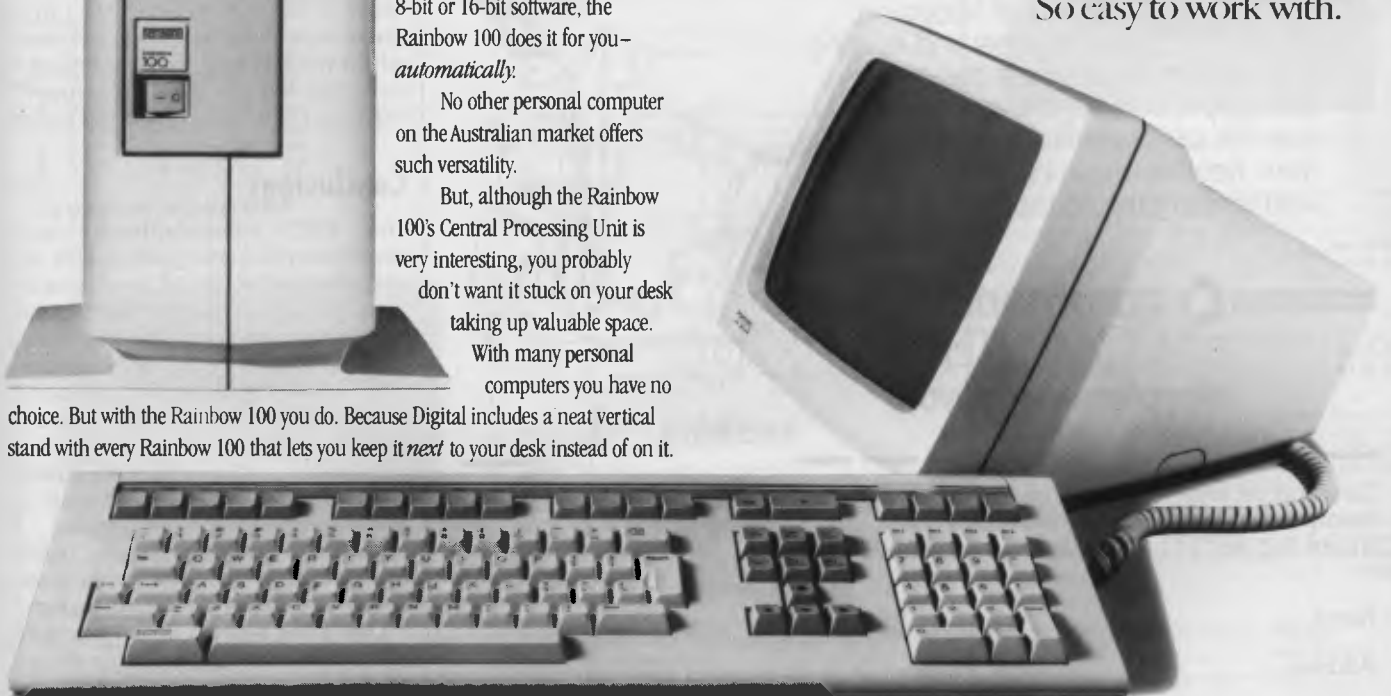 8-bit or 16-bit software, the
Rainbow 100 does it for you–
automatically.
No other personal computer
on the Australian market offers
such versatility.
But, although the Rainbow
100's Central Processing Unit is
very interesting, you probably
don't want it stuck on your desk
taking up valuable space.
With many personal
computers you have no
choice. But with the Rainbow 100 you do. Because Digital includes a neat vertical
stand with every Rainbow 100 that lets you keep it next to your desk instead of on it.
So easy to work with.
100